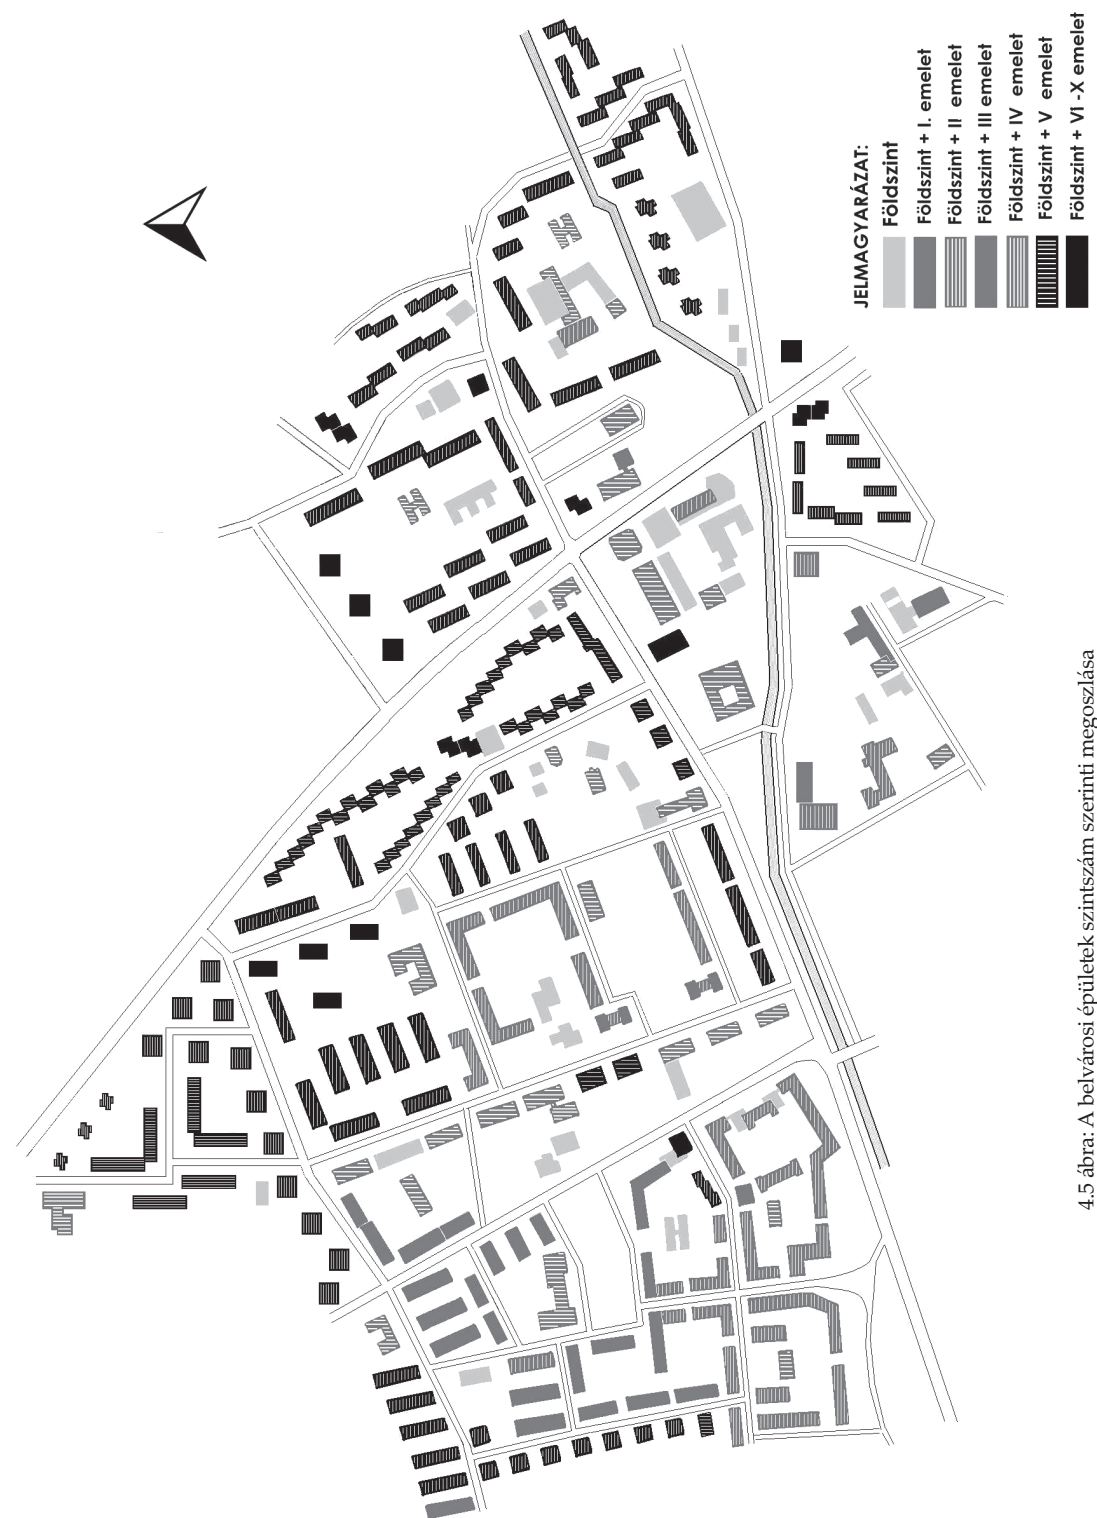 JELMAGYARÁZAT:
Földszint
Földszint + I. emelet
Földszint + II emelet
Földszint + III emelet
Földszint + IV emelet
Földszint + V emelet
Földszint + VI -X emelet
4.5 ábra: A belvárosi épületek szintszám szerinti megoszlása